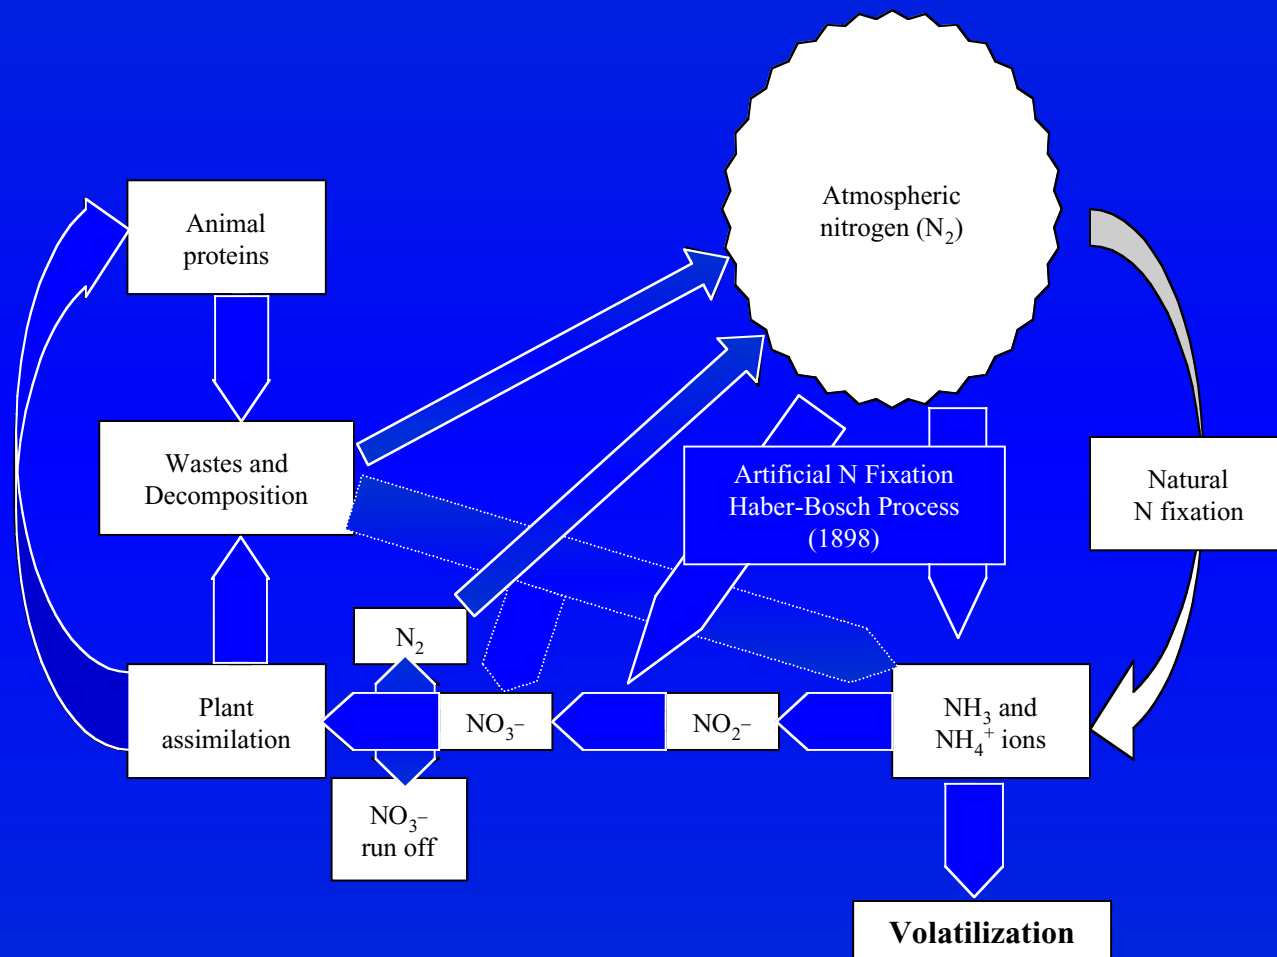 Atmospheric
nitrogen (N₂)
Animal
proteins
Wastes and
Decomposition
Artificial N Fixation
Haber-Bosch Process
(1898)
Natural
N fixation
N₂
Plant
assimilation
NO₃⁻
NO₂⁻
NH₃ and
NH₄⁺ ions
NO₃⁻
run off
Volatilization